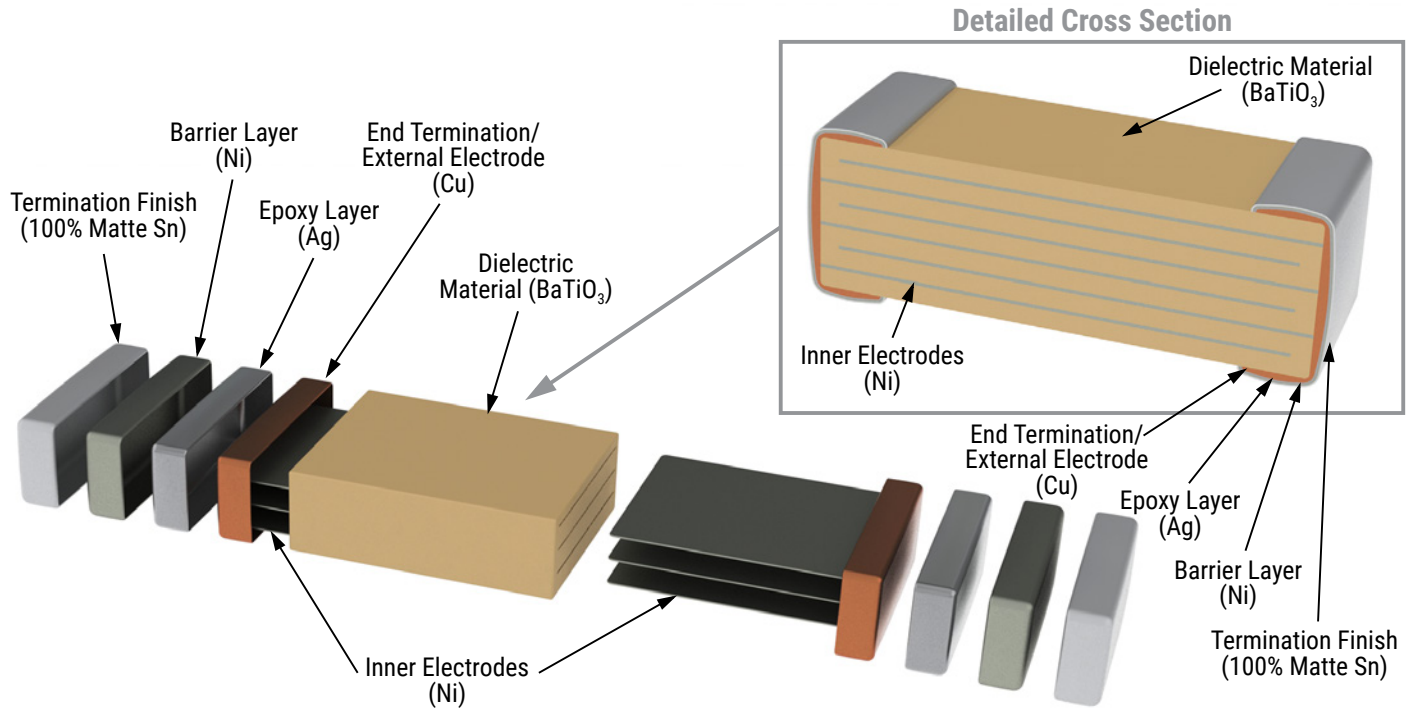 Detailed Cross Section
Dielectric Material
(BaTiO₃)
Inner Electrodes
(Ni)
End Termination/
External Electrode
(Cu)
Epoxy Layer
(Ag)
Barrier Layer
(Ni)
Termination Finish
(100% Matte Sn)
Termination Finish
(100% Matte Sn)
Barrier Layer
(Ni)
Epoxy Layer
(Ag)
End Termination/
External Electrode
(Cu)
Dielectric
Material (BaTiO₃)
Inner Electrodes
(Ni)